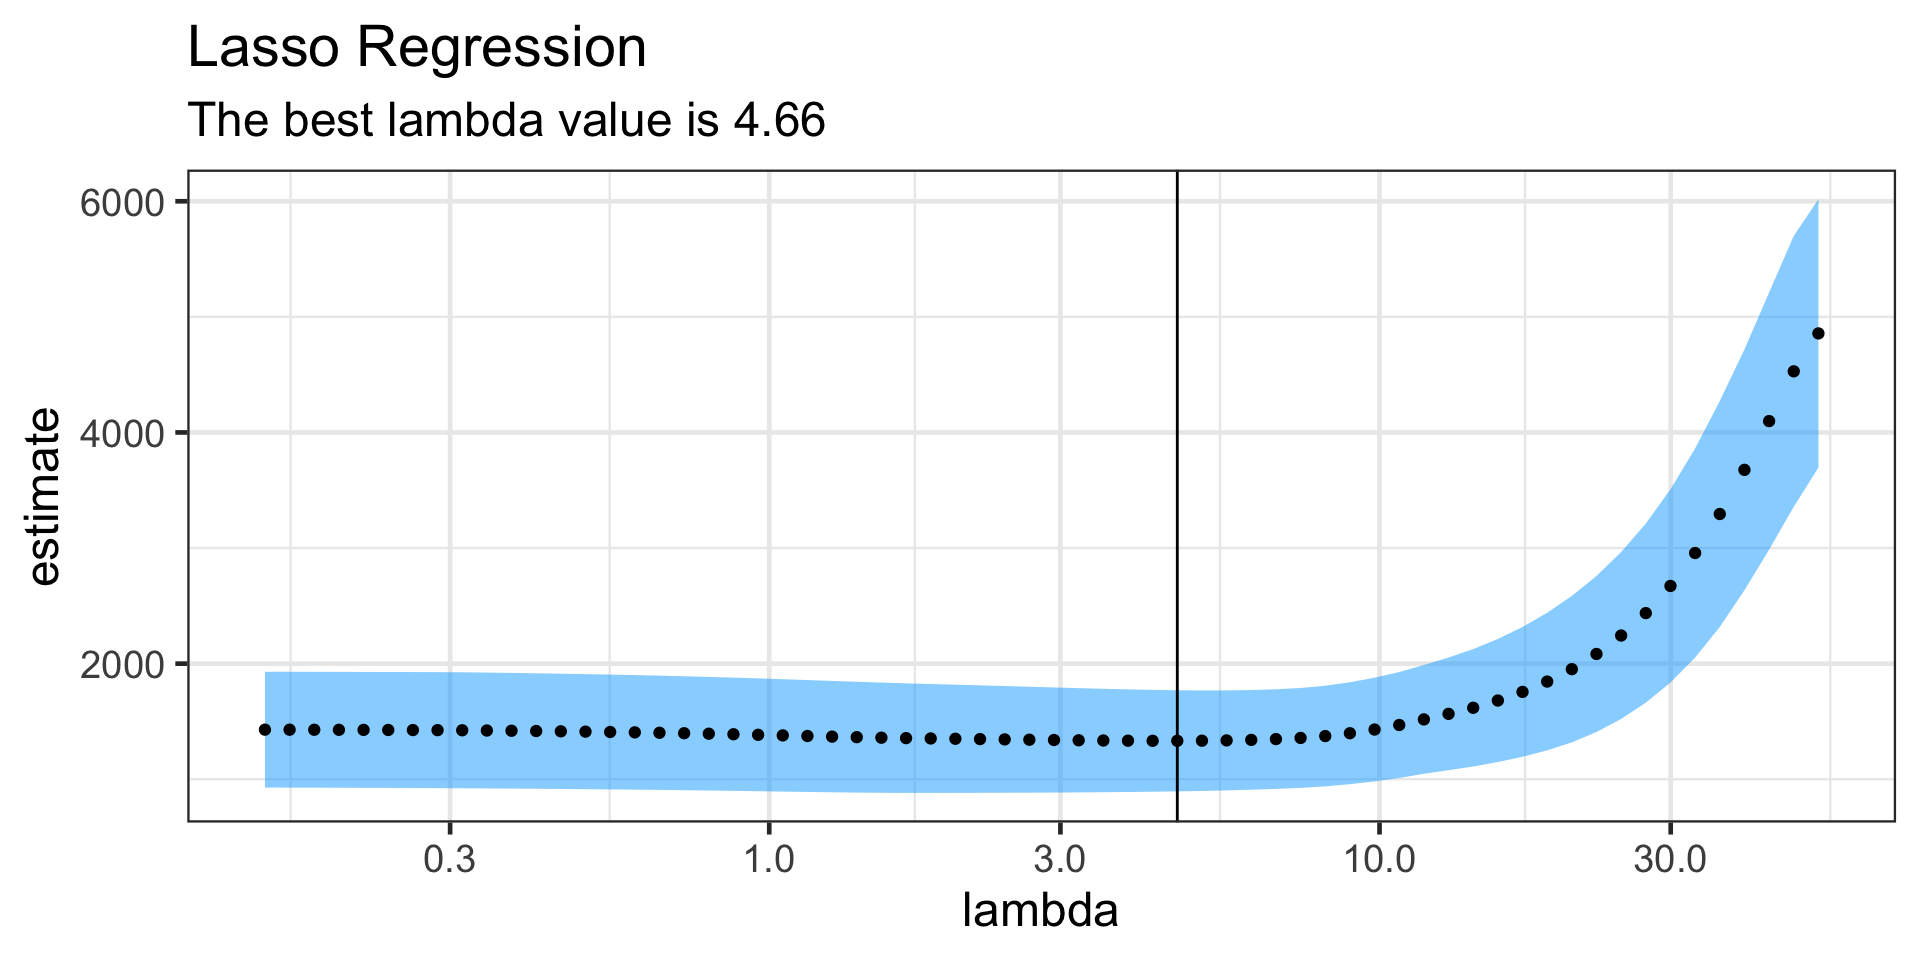 Lasso Regression
The best lambda value is 4.66
6000
4000
2000
estimate
0.3 1.0 3.0 10.0 30.0
lambda